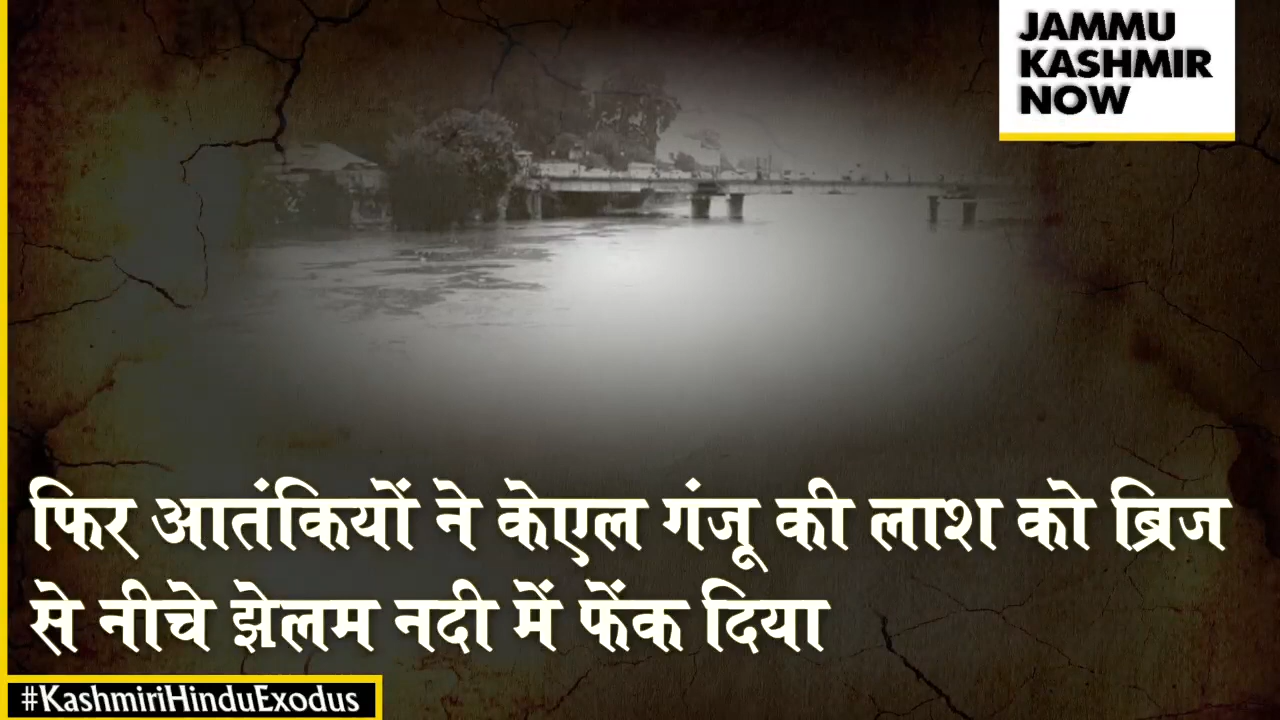 JAMMU
KASHMIR
NOW
फिर आतंकियों ने केएल गंजू की लाश को ब्रिज
से नीचे झेलम नदी में फेंक दिया
#KashmiriHinduExodus